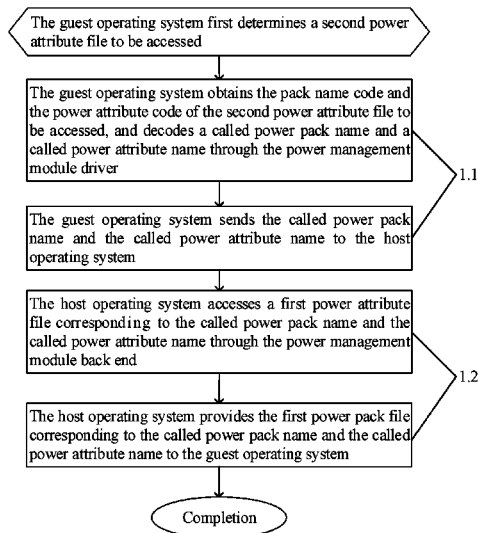 The guest operating system first determines a second power
attribute file to be accessed
The guest operating system obtains the pack name code and
the power attribute code of the second power attribute file to
be accessed, and decodes a called power pack name and a
called power attribute name through the power management
module driver
1.1
The guest operating system sends the called power pack
name and the called power attribute name to the host
operating system
The host operating system accesses a first power attribute
file corresponding to the called power pack name and the
called power attribute name through the power management
module back end
1.2
The host operating system provides the first power pack file
corresponding to the called power pack name and the called
power attribute name to the guest operating system
Completion